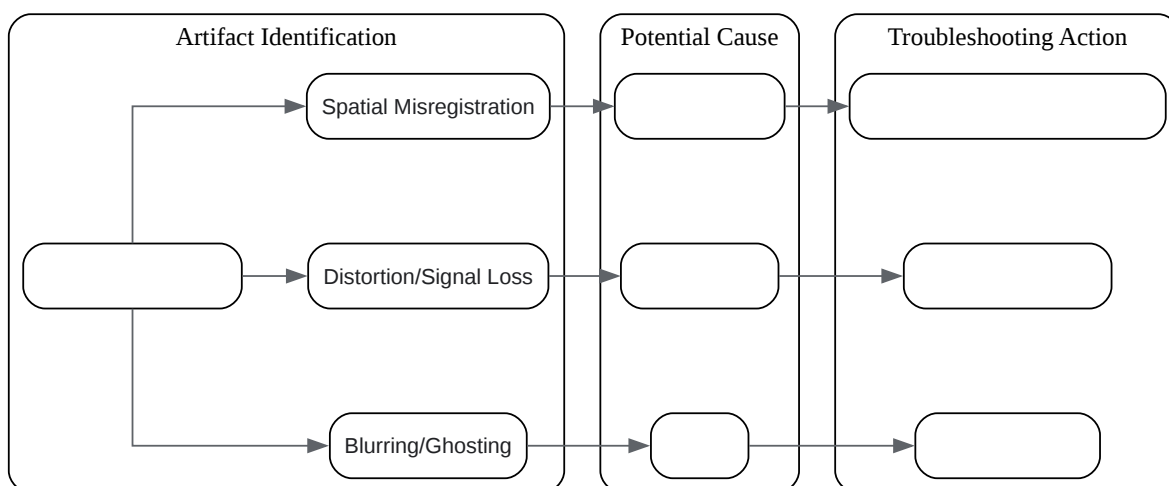 Artifact Identification
Potential Cause
Troubleshooting Action
Spatial Misregistration
Distortion/Signal Loss
Blurring/Ghosting